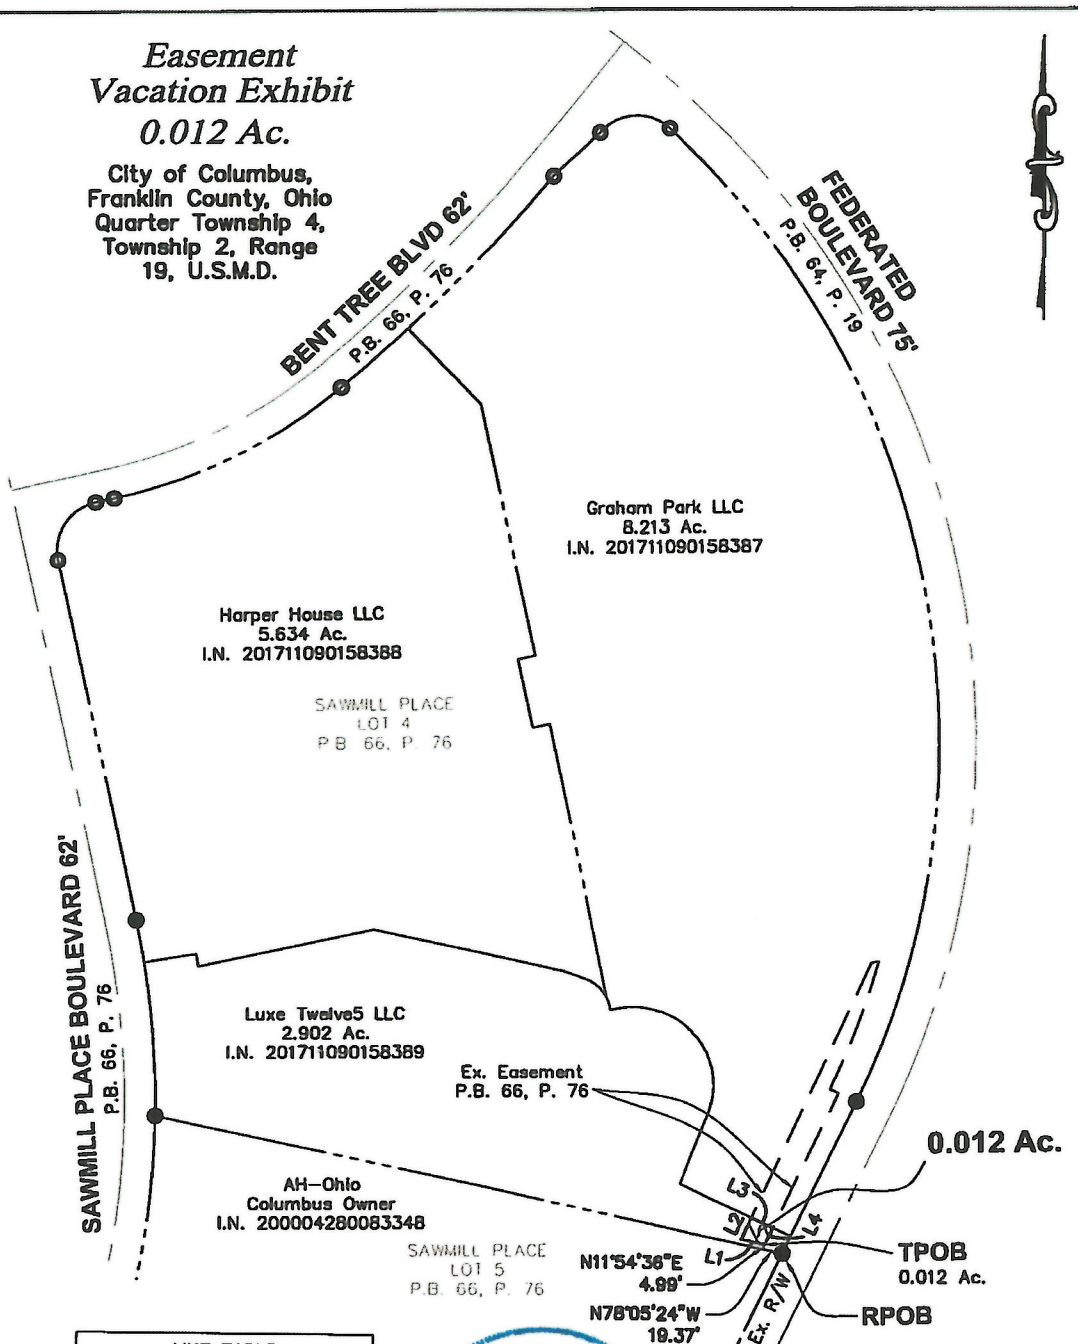 Easement
Vacation Exhibit
0.012 Ac.
City of Columbus,
Franklin County, Ohio
Quarter Township 4,
Township 2, Range
19, U.S.M.D.
BENT TREE BLVD 62'
P.B. 66, P. 76
FEDERATED
BOULEVARD 75'
P.B. 64, P. 19
Graham Park LLC
8.213 Ac.
I.N. 201711090158387
Harper House LLC
5.634 Ac.
I.N. 201711090158388
SAWMILL PLACE
LOT 4
P.B. 66, P. 76
SAWMILL PLACE BOULEVARD 62'
P.B. 66, P. 76
Luxe Twelve5 LLC
2.902 Ac.
I.N. 201711090158389
Ex. Easement
P.B. 66, P. 76
0.012 Ac.
AH-Ohio
Columbus Owner
I.N. 200004280083348
SAWMILL PLACE
LOT 5
P.B. 66, P. 76
L3
L2
L4
L1
N11°54'36"E
4.99'
N78°05'24"W
19.37'
TPOB
0.012 Ac.
RPOB
Ex. R/W